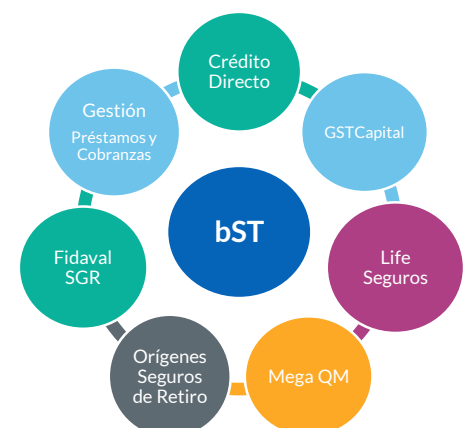 Crédito
Directo
GSTCapital
Life
Seguros
Mega QM
Orígenes
Seguros
de Retiro
Fidaval
SGR
Gestión
Préstamos y
Cobranzas
bST